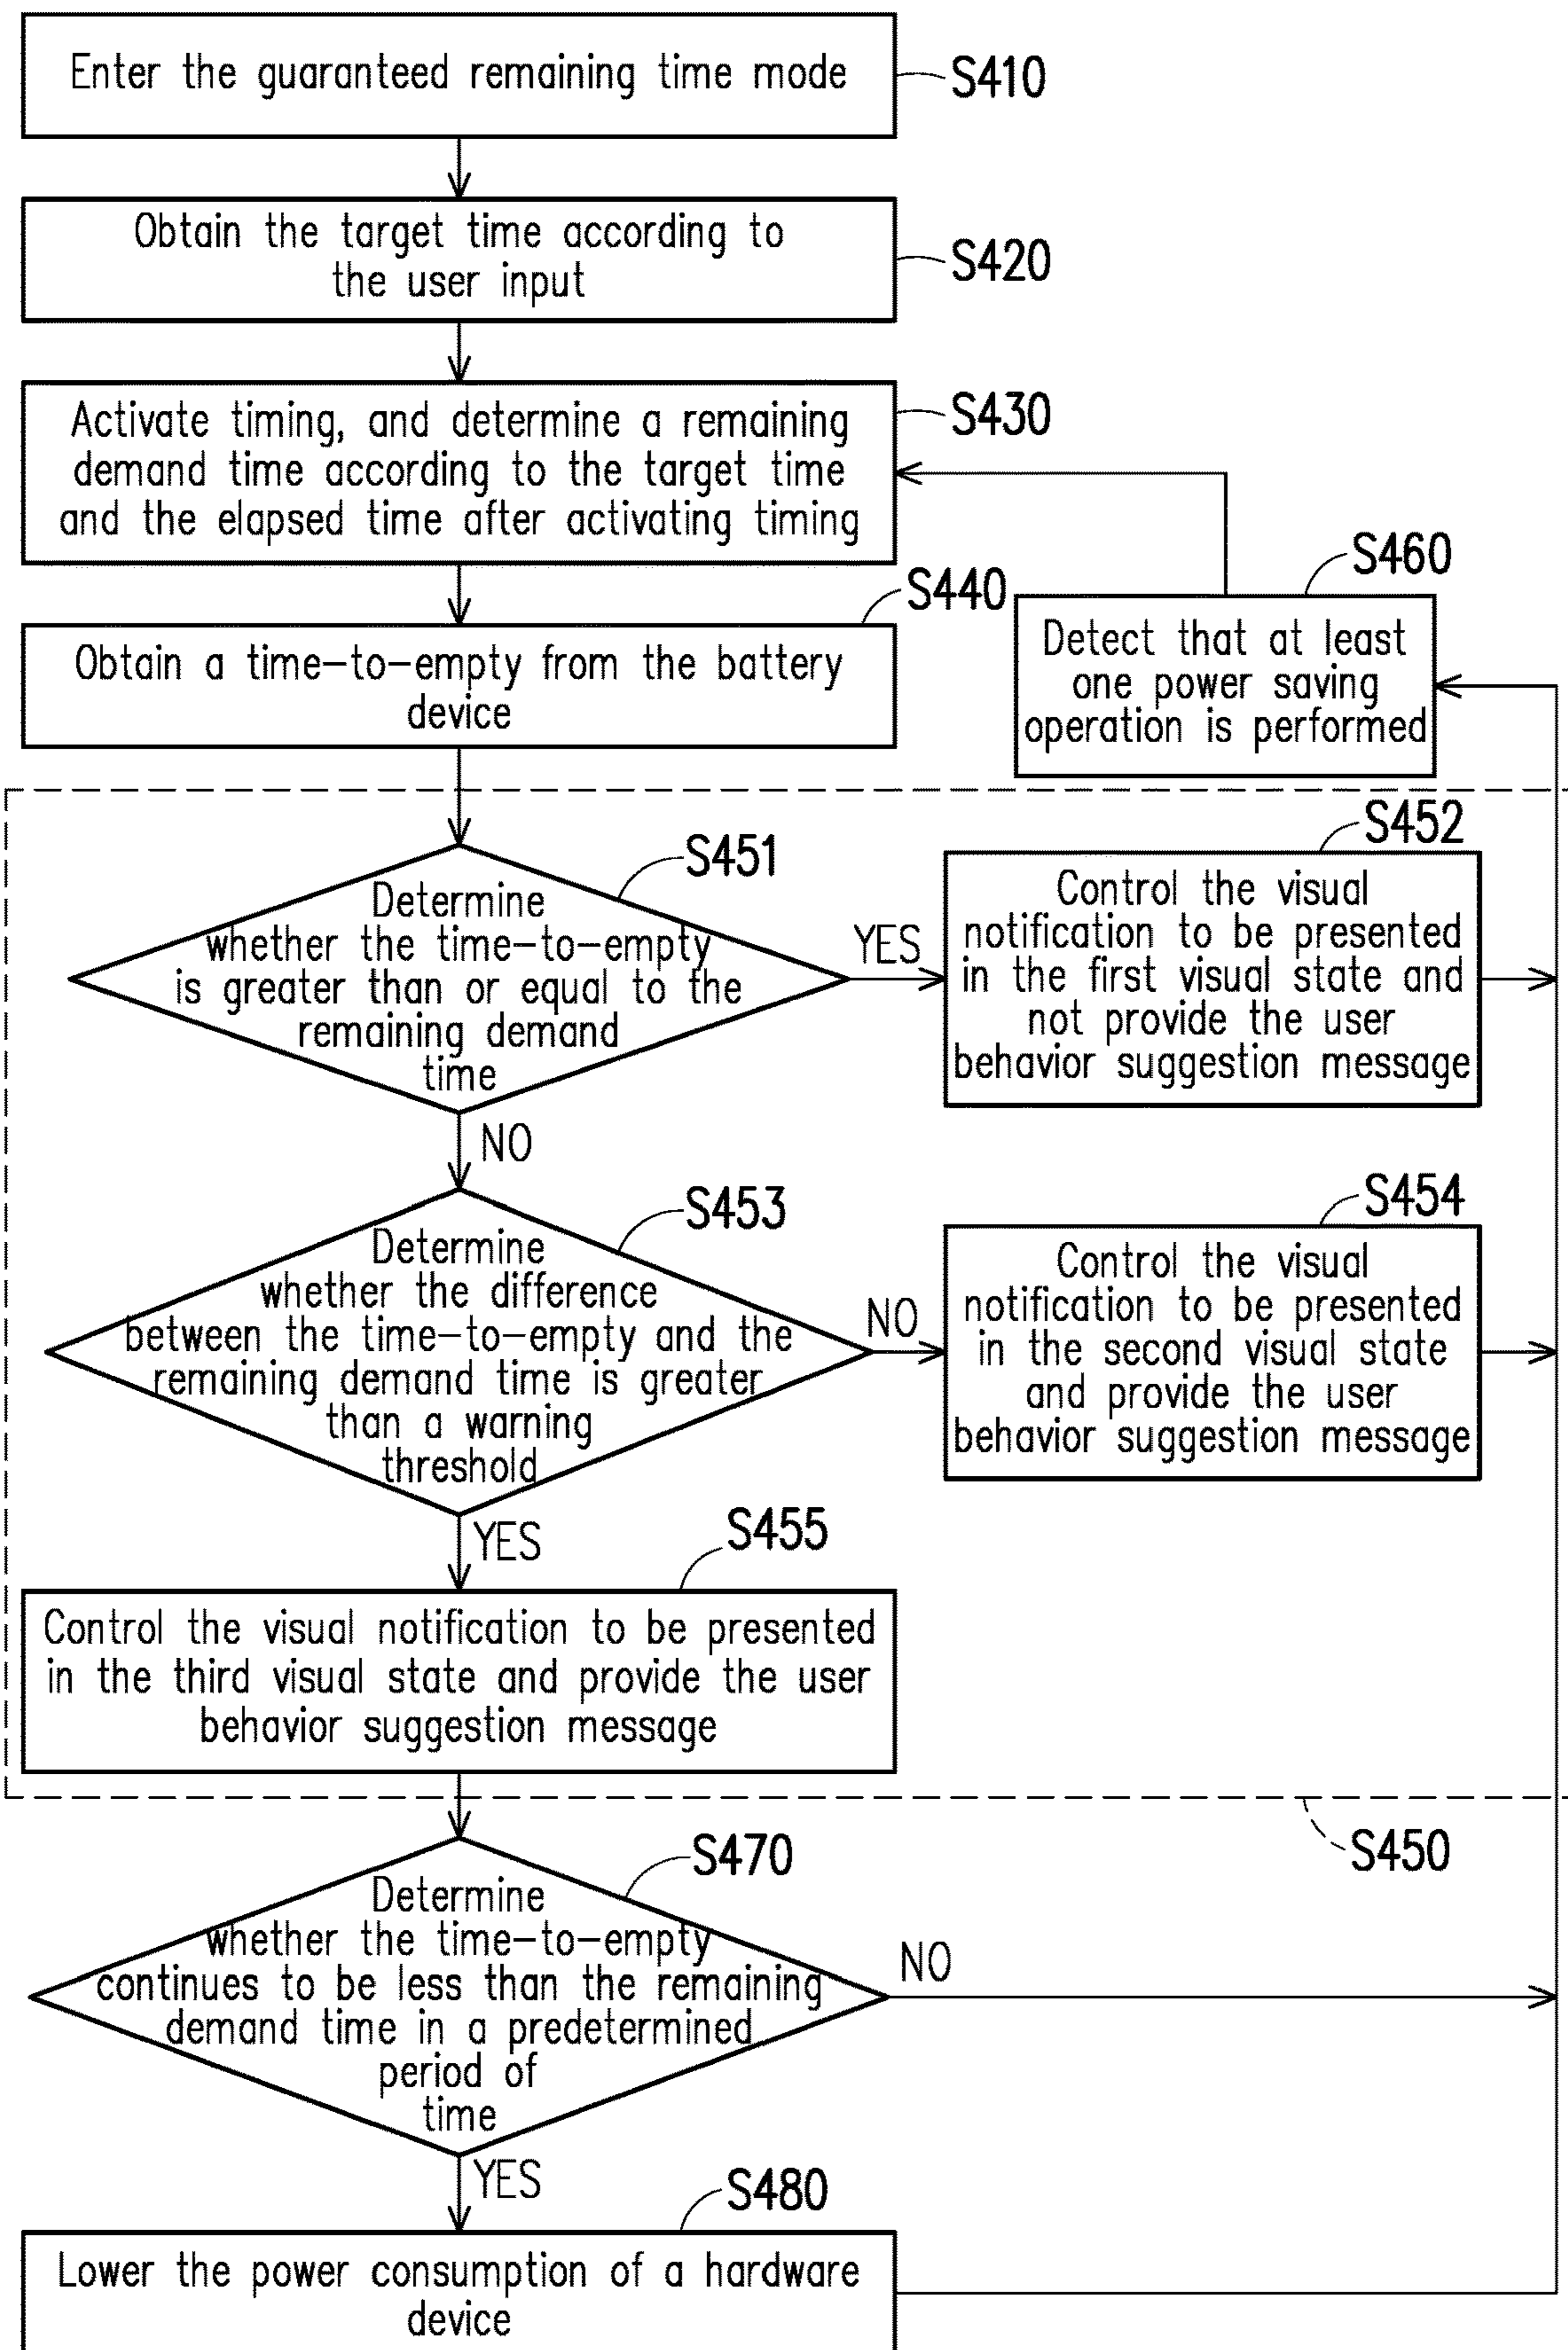 Enter the guaranteed remaining time mode
S410
Obtain the target time according to
the user input
S420
Activate timing, and determine a remaining
demand time according to the target time
and the elapsed time after activating timing
S430
S460
Detect that at least
one power saving
operation is performed
S440
Obtain a time-to-empty from the battery
device
S451
Determine
whether the time-to-empty
is greater than or equal to the
remaining demand
time
YES
S452
Control the visual
notification to be presented
in the first visual state and
not provide the user
behavior suggestion message
NO
S453
Determine
whether the difference
between the time-to-empty and the
remaining demand time is greater
than a warning
threshold
NO
S454
Control the visual
notification to be presented
in the second visual state
and provide the user
behavior suggestion message
YES
S455
Control the visual notification to be presented
in the third visual state and provide the user
behavior suggestion message
S450
S470
Determine
whether the time-to-empty
continues to be less than the remaining
demand time in a predetermined
period of
time
NO
YES
S480
Lower the power consumption of a hardware
device